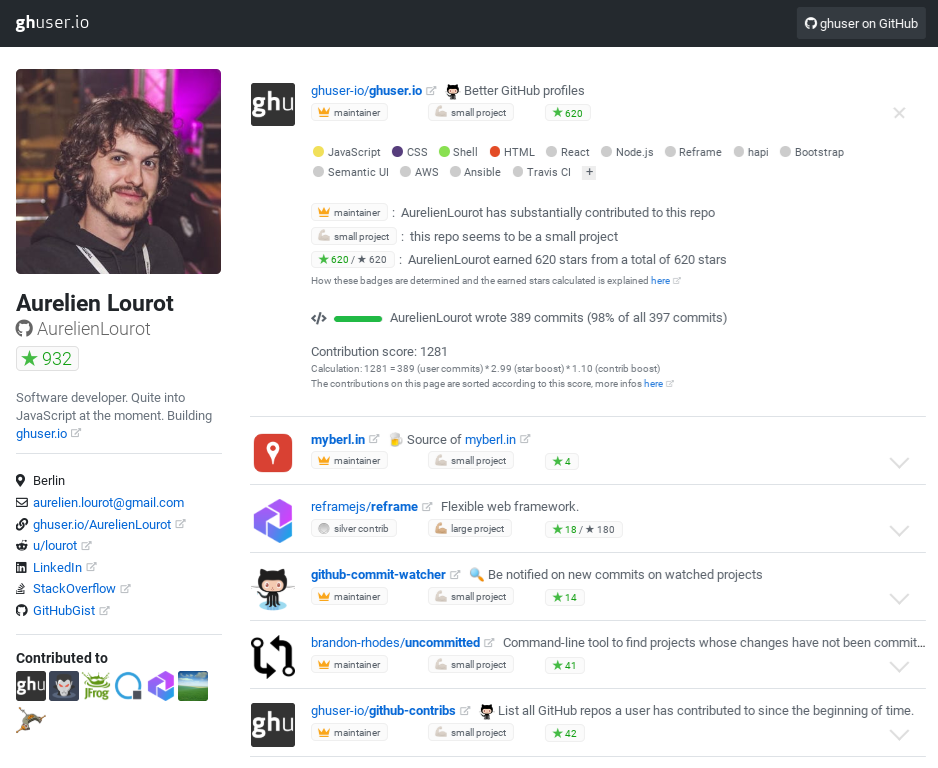 ghuser.io
ghuser on GitHub
Aurelien Lourot
AurelienLourot
★ 932
Software developer. Quite into
JavaScript at the moment. Building
ghuser.io
Berlin
aurelien.lourot@gmail.com
ghuser.io/AurelienLourot
u/lourot
LinkedIn
StackOverflow
GitHubGist
Contributed to
ghu
JFrog
ghu
ghuser-io/ghuser.io Better GitHub profiles
maintainer small project ★ 620
JavaScript CSS Shell HTML React Node.js Reframe hapi Bootstrap
Semantic UI AWS Ansible Travis CI +
maintainer : AurelienLourot has substantially contributed to this repo
small project : this repo seems to be a small project
★ 620 / ★ 620 : AurelienLourot earned 620 stars from a total of 620 stars
How these badges are determined and the earned stars calculated is explained here
AurelienLourot wrote 389 commits (98% of all 397 commits)
Contribution score: 1281
Calculation: 1281 = 389 (user commits) * 2.99 (star boost) * 1.10 (contrib boost)
The contributions on this page are sorted according to this score, more infos here
myberl.in 🍺 Source of myberl.in
maintainer small project ★ 4
reframejs/reframe Flexible web framework.
silver contrib large project ★ 18 / ★ 180
github-commit-watcher 🔍 Be notified on new commits on watched projects
maintainer small project ★ 14
brandon-rhodes/uncommitted Command-line tool to find projects whose changes have not been commit...
maintainer small project ★ 41
ghu
ghuser-io/github-contribs List all GitHub repos a user has contributed to since the beginning of time.
maintainer small project ★ 42